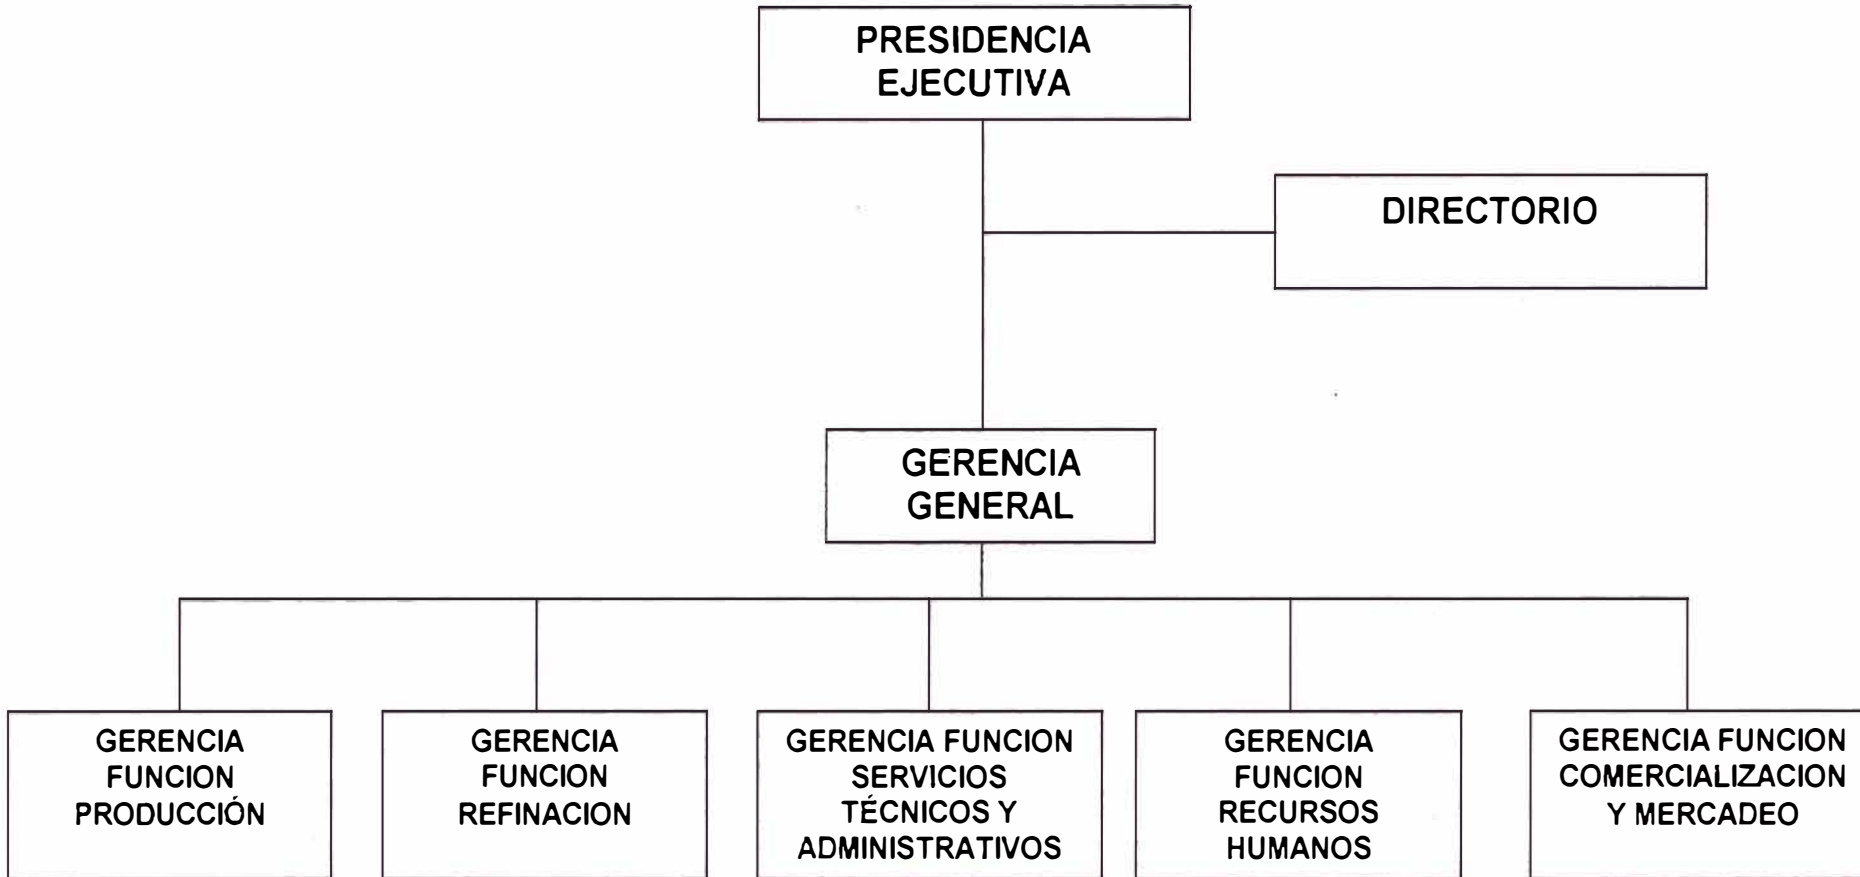 PRESIDENCIA
EJECUTIVA
DIRECTORIO
GERENCIA
GENERAL
GERENCIA
FUNCION
PRODUCCIÓN
GERENCIA
FUNCION
REFINACION
GERENCIA FUNCION
SERVICIOS
TÉCNICOS Y
ADMINISTRATIVOS
GERENCIA
FUNCION
RECURSOS
HUMANOS
GERENCIA FUNCION
COMERCIALIZACION
Y MERCADEO